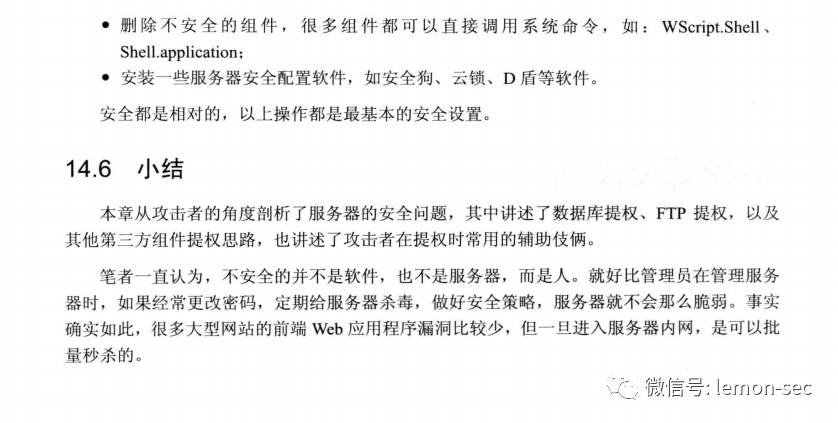 • 删除不安全的组件，很多组件都可以直接调用系统命令，如：WScript.Shell、
Shell.application；
• 安装一些服务器安全配置软件，如安全狗、云锁、D 盾等软件。
安全都是相对的，以上操作都是最基本的安全设置。
14.6 小结
本章从攻击者的角度剖析了服务器的安全问题，其中讲述了数据库提权、FTP 提权，以及
其他第三方组件提权思路，也讲述了攻击者在提权时常用的辅助伎俩。
笔者一直认为，不安全的并不是软件，也不是服务器，而是人。就好比管理员在管理服务
器时，如果经常更改密码，定期给服务器杀毒，做好安全策略，服务器就不会那么脆弱。事实
确实如此，很多大型网站的前端 Web 应用程序漏洞比较少，但一旦进入服务器内网，是可以批
量秒杀的。
微信号: lemon-sec